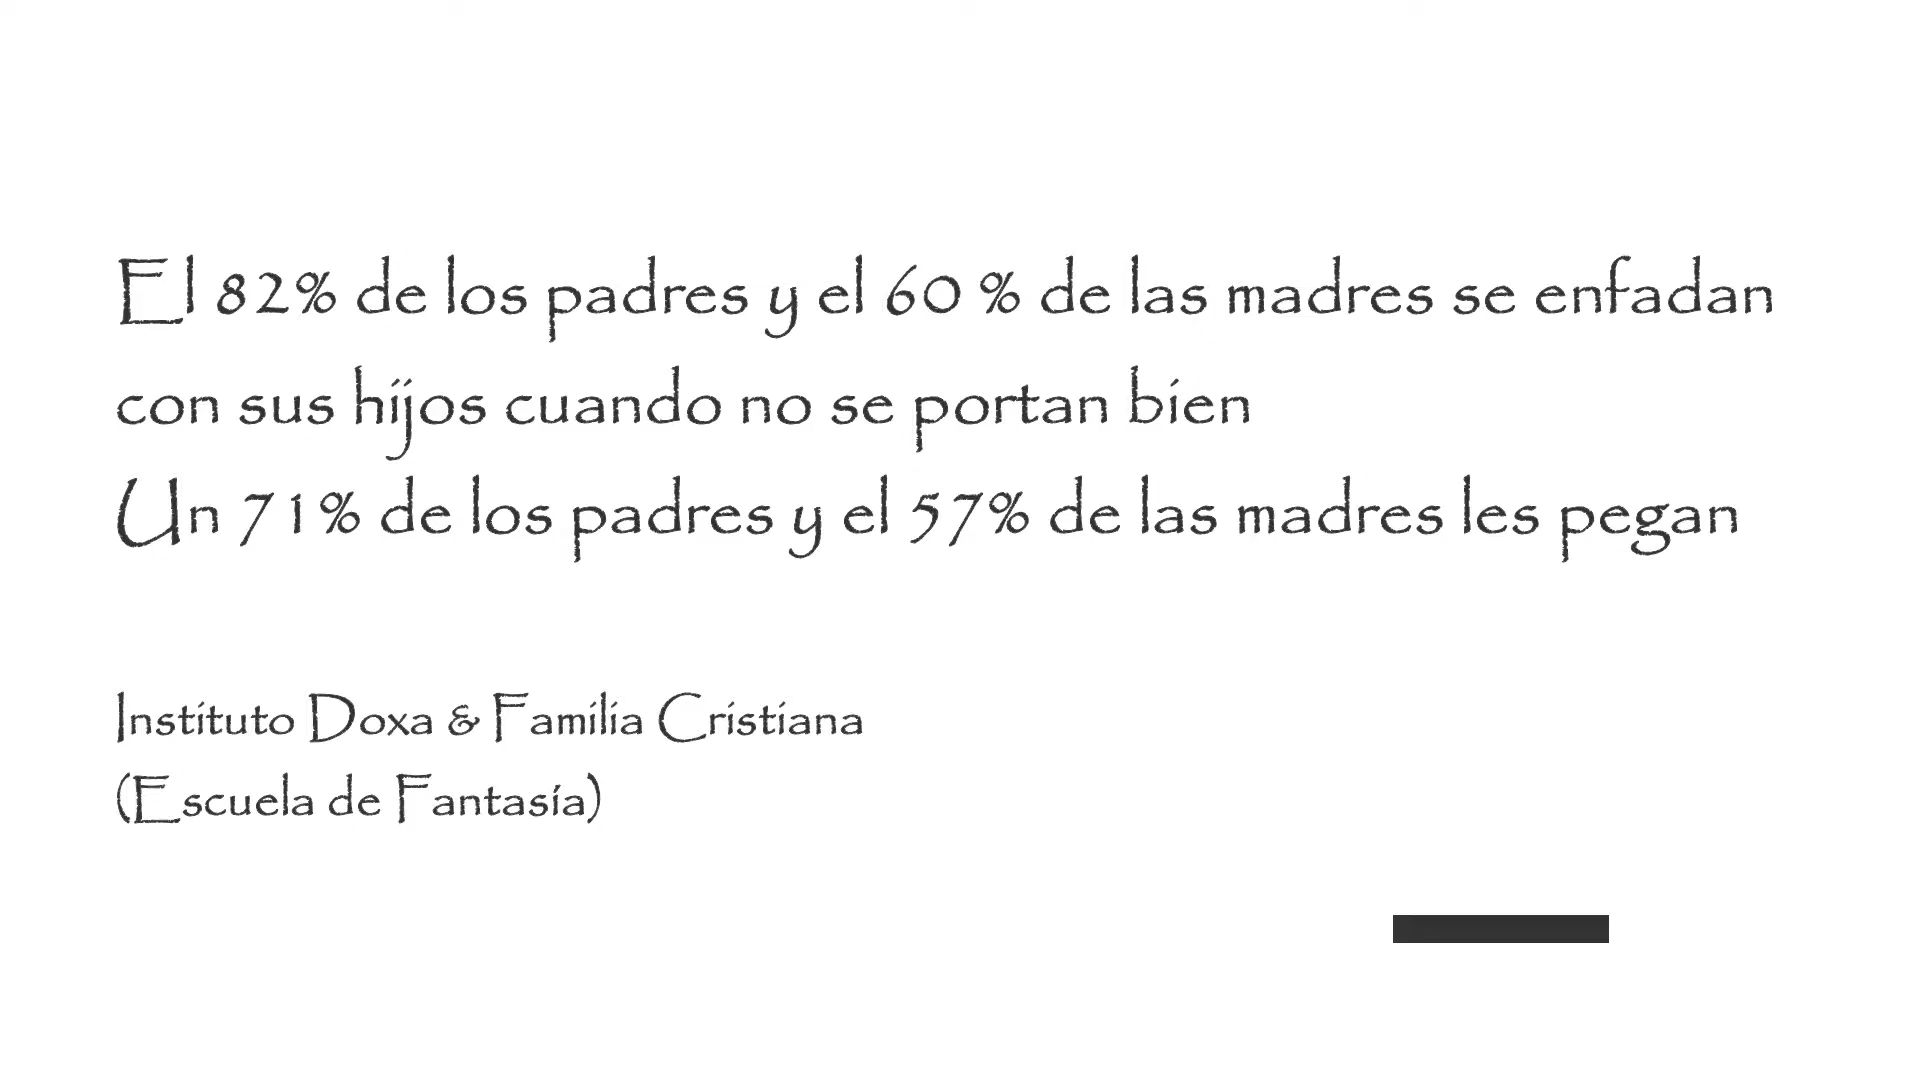 El 82% de los padres y el 60 % de las madres se enfadan
con sus hijos cuando no se portan bien
Un 71% de los padres y el 57% de las madres les pegan
Instituto Doxa & Familia Cristiana
(Escuela de Fantasía)